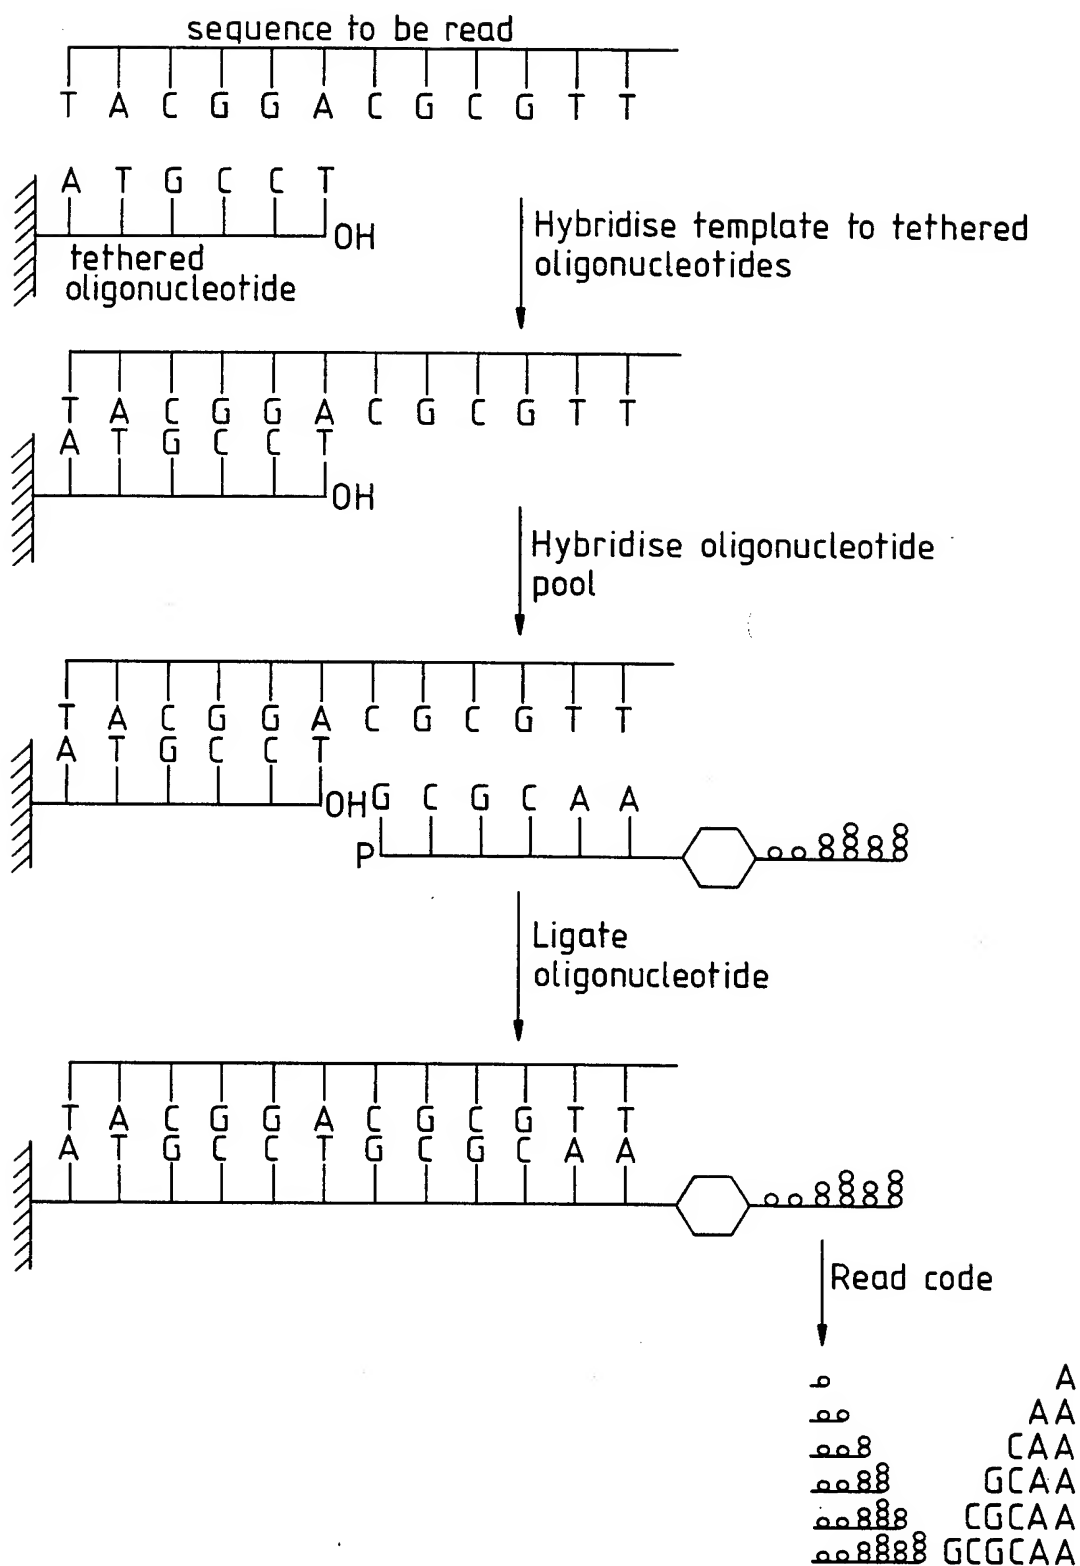 sequence to be read
T A C G G A C G C G T T
A T G C C T
OH
tethered
oligonucleotide
Hybridise template to tethered
oligonucleotides
T A C G G A C G C G T T
A T G C C T
OH
Hybridise oligonucleotide
pool
T A C G G A C G C G T T
A T G C C T
OH G C G C A A
P
Ligate
oligonucleotide
T A C G G A C G C G T T
A T G C C T G C G C A A
Read code
A
AA
CAA
GCAA
CGCAA
GCGCAA